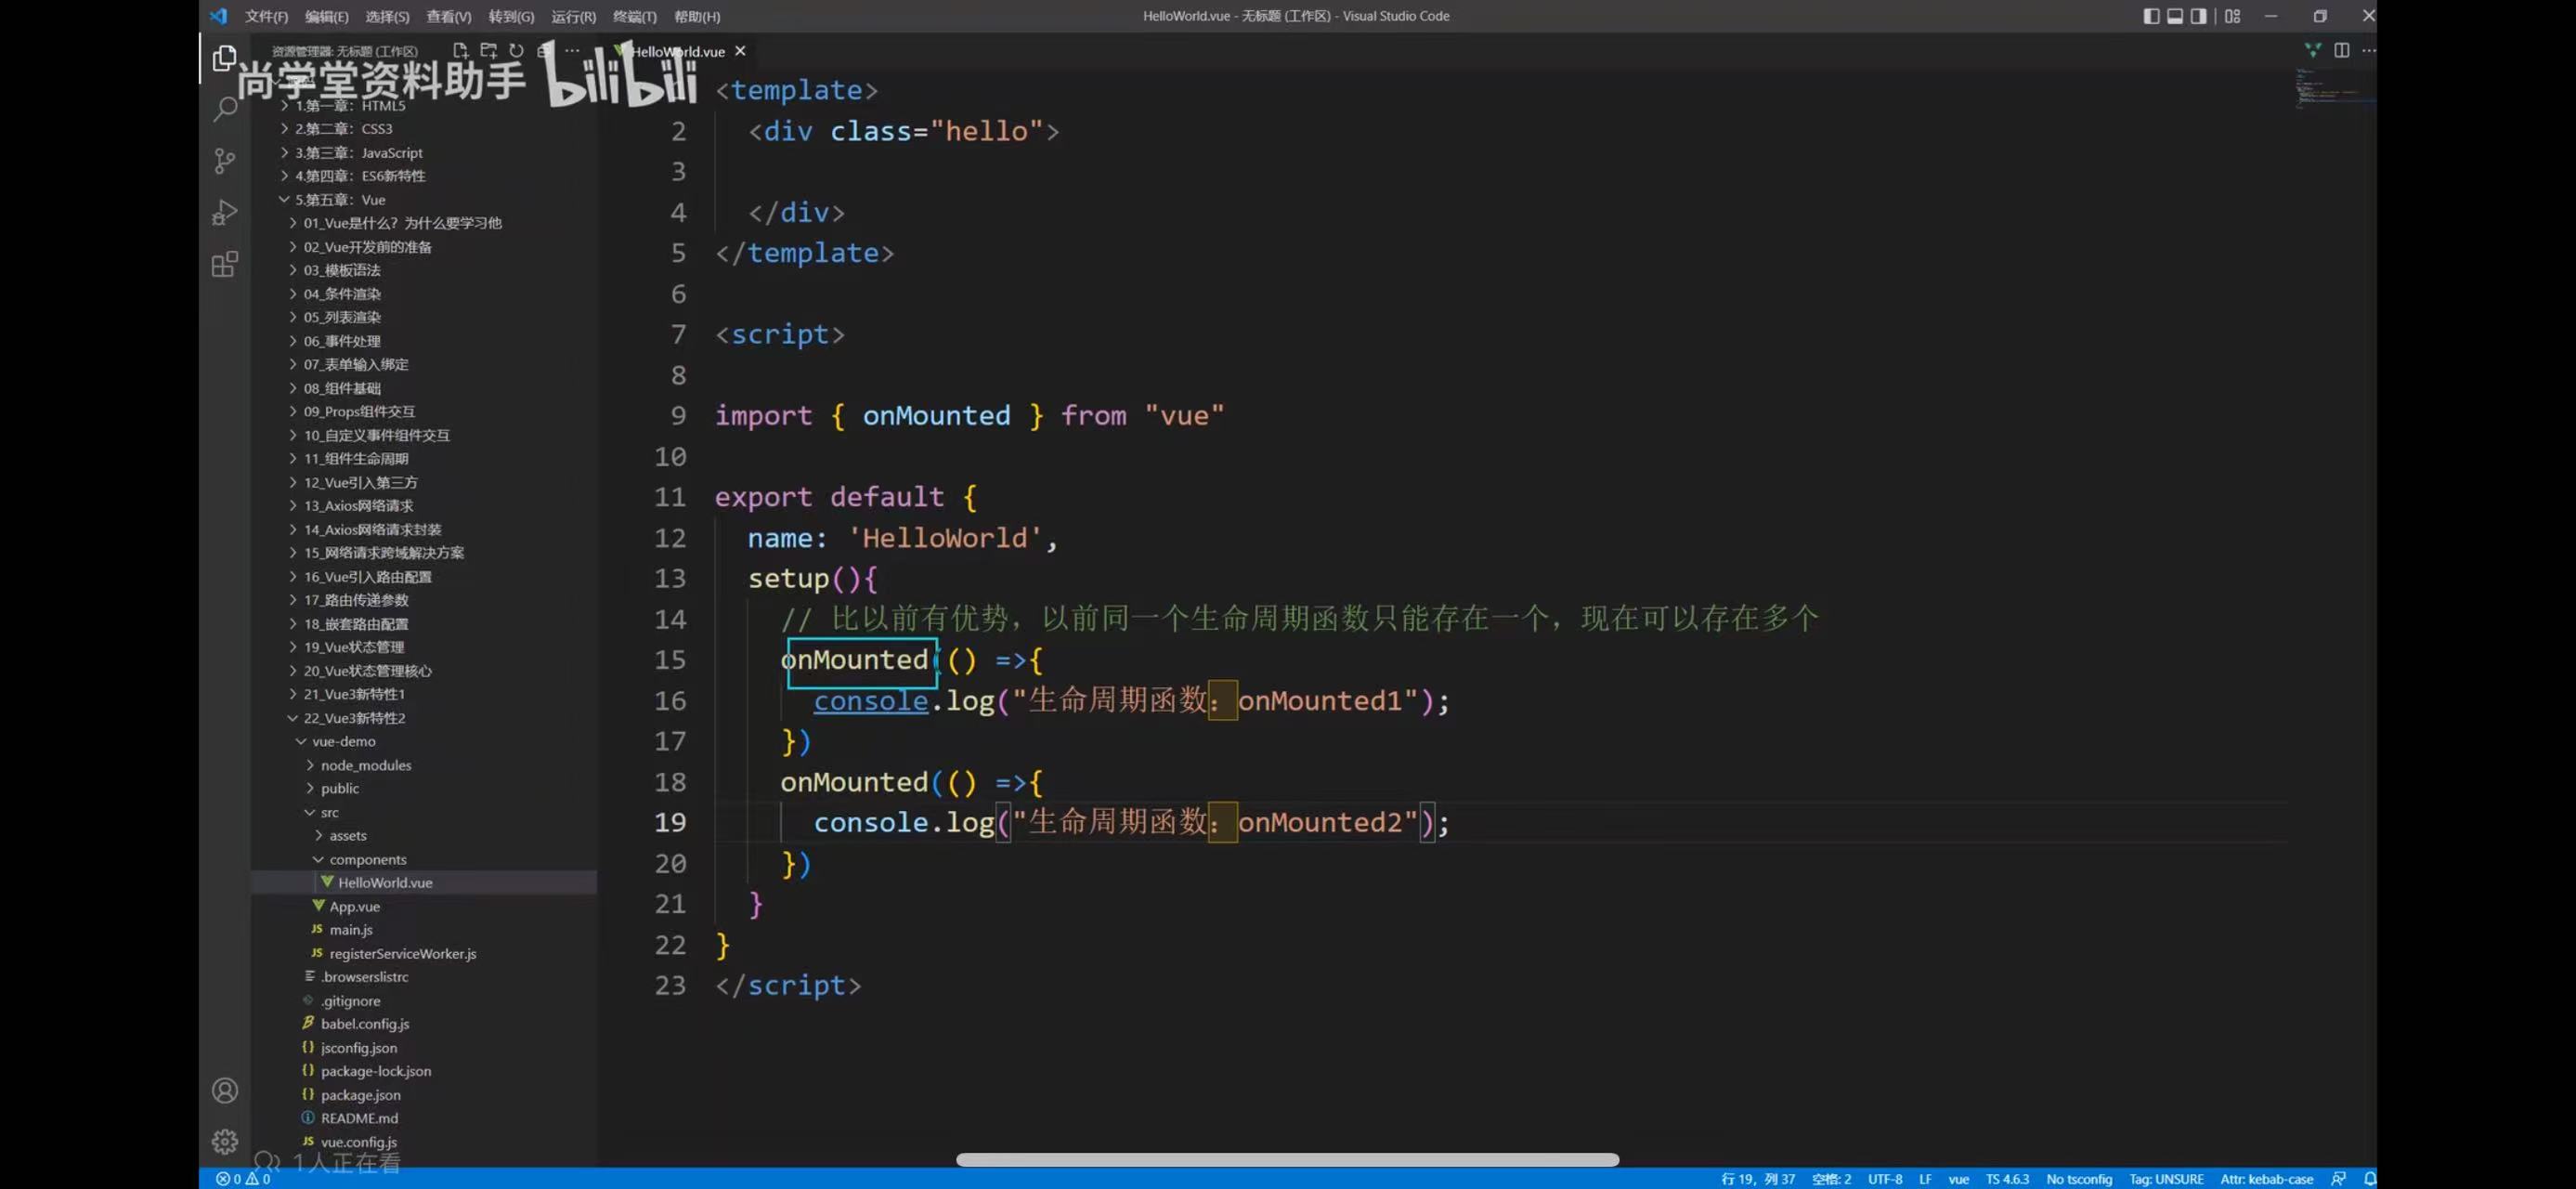 文件(F) 编辑(E) 选择(S) 查看(V) 转到(G) 运行(R) 终端(T) 帮助(H)
HelloWorld.vue - 无标题 (工作区) - Visual Studio Code
资源管理器: 无标题 (工作区)
HelloWorld.vue
尚学堂资料助手 bilibili
1.第一章：HTML5
2.第二章：CSS3
3.第三章：JavaScript
4.第四章：ES6新特性
5.第五章：Vue
01_Vue是什么？为什么要学习他
02_Vue开发前的准备
03_模板语法
04_条件渲染
05_列表渲染
06_事件处理
07_表单输入绑定
08_组件基础
09_Props组件交互
10_自定义事件组件交互
11_组件生命周期
12_Vue引入第三方
13_Axios网络请求
14_Axios网络请求封装
15_网络请求跨域解决方案
16_Vue引入路由配置
17_路由传递参数
18_嵌套路由配置
19_Vue状态管理
20_Vue状态管理核心
21_Vue3新特性1
22_Vue3新特性2
vue-demo
node_modules
public
src
assets
components
HelloWorld.vue
App.vue
JS main.js
JS registerServiceWorker.js
.browserslistrc
.gitignore
babel.config.js
{} jsconfig.json
{} package-lock.json
{} package.json
README.md
JS vue.config.js
1人正在看
<template>
2 <div class="hello">
3
4 </div>
5 </template>
6
7 <script>
8
9 import { onMounted } from "vue"
10
11 export default {
12 name: 'HelloWorld',
13 setup(){
14 // 比以前有优势，以前同一个生命周期函数只能存在一个，现在可以存在多个
15 onMounted(() =>{
16 console.log("生命周期函数：onMounted1");
17 })
18 onMounted(() =>{
19 console.log("生命周期函数：onMounted2");
20 })
21 }
22 }
23 </script>
0 0
行 19，列 37 空格: 2 UTF-8 LF vue TS 4.6.3 No tsconfig Tag: UNSURE Attr: kebab-case